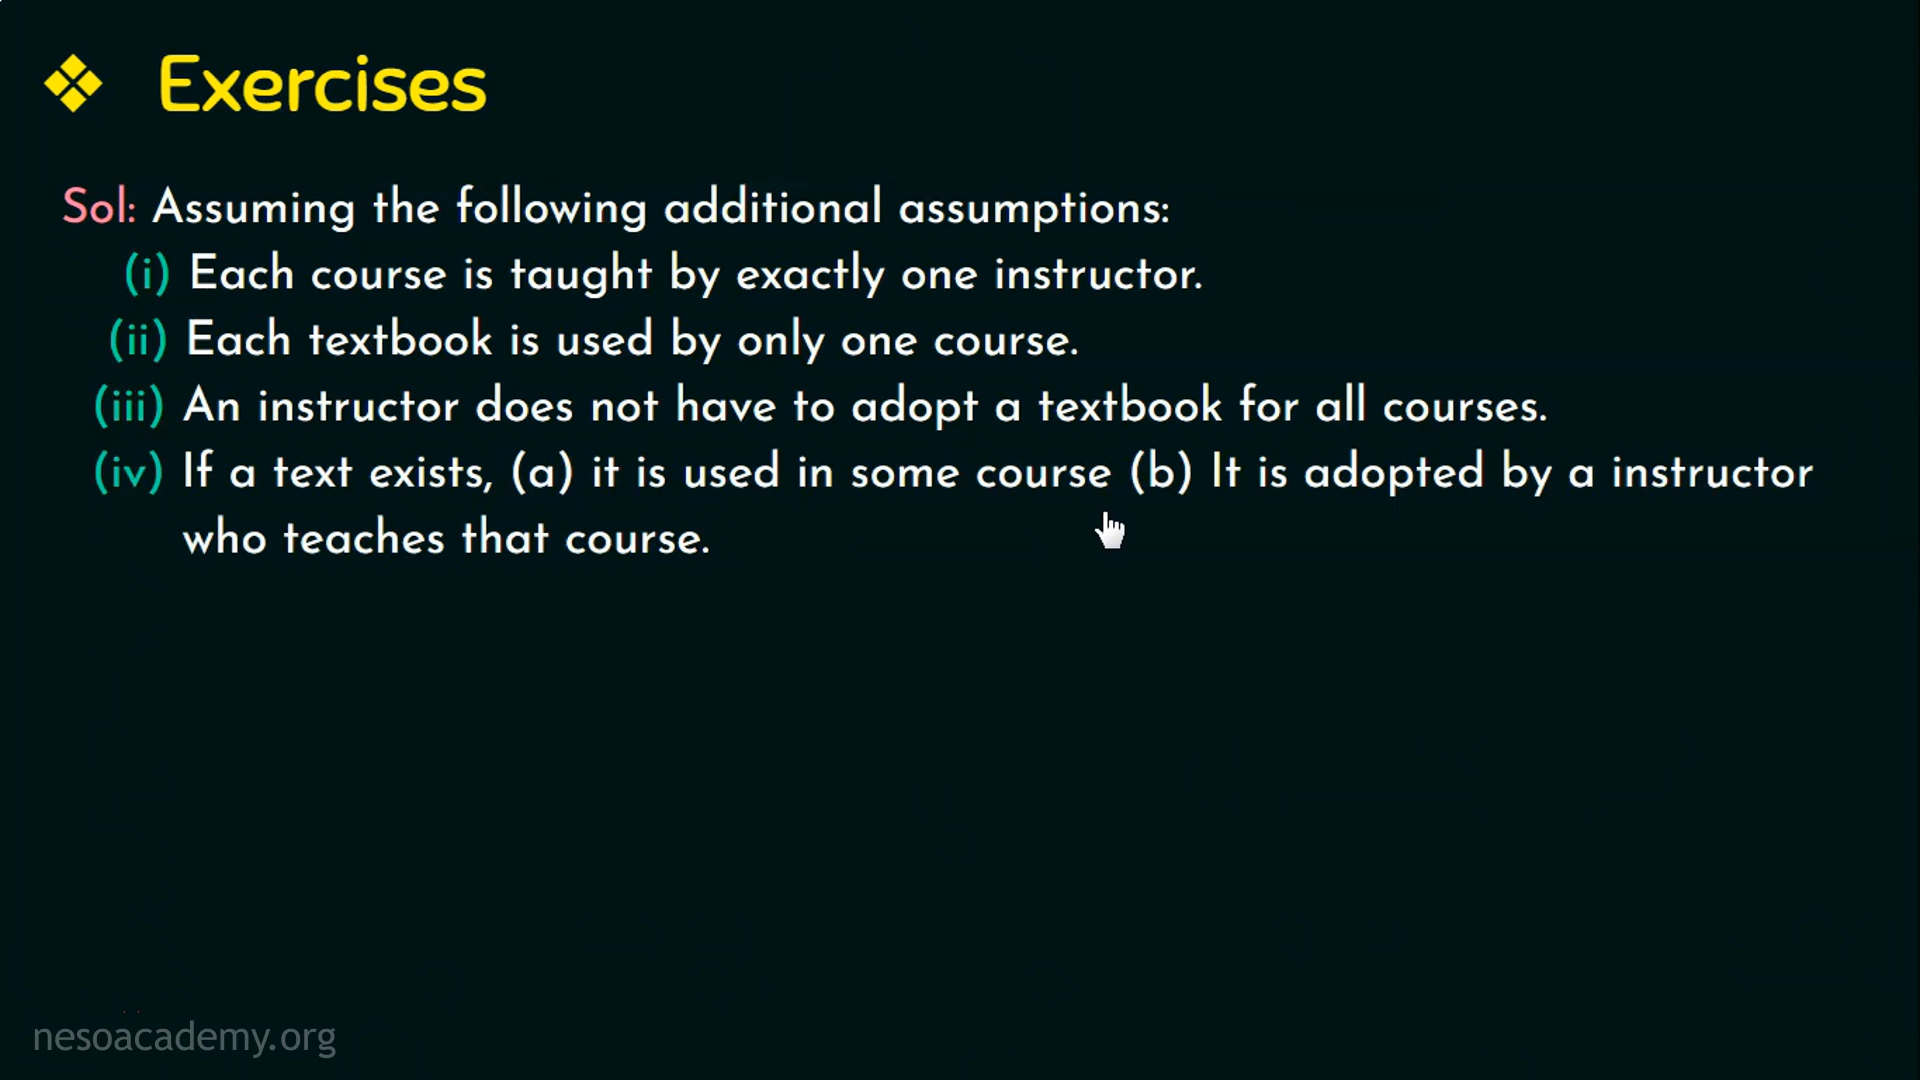 ❖ Exercises
Sol: Assuming the following additional assumptions:
(i) Each course is taught by exactly one instructor.
(ii) Each textbook is used by only one course.
(iii) An instructor does not have to adopt a textbook for all courses.
(iv) If a text exists, (a) it is used in some course (b) It is adopted by a instructor
who teaches that course.
nesoacademy.org